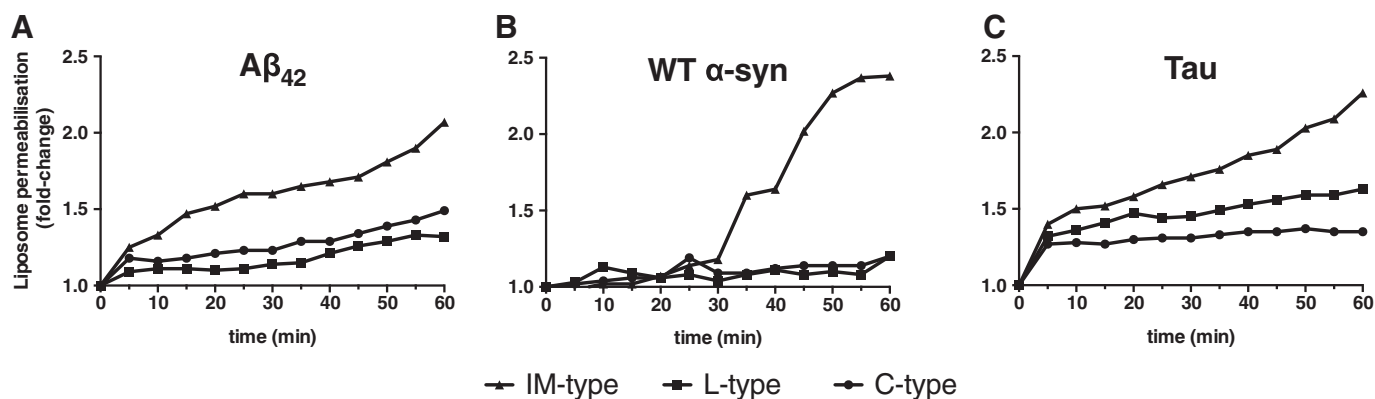 A
B
C
Aβ42
WT α-syn
Tau
Liposome permeabilisation
(fold-change)
2.5
2.0
1.5
1.0
0 10 20 30 40 50 60
time (min)
2.5
2.0
1.5
1.0
0 10 20 30 40 50 60
time (min)
2.5
2.0
1.5
1.0
0 10 20 30 40 50 60
time (min)
IM-type L-type C-type